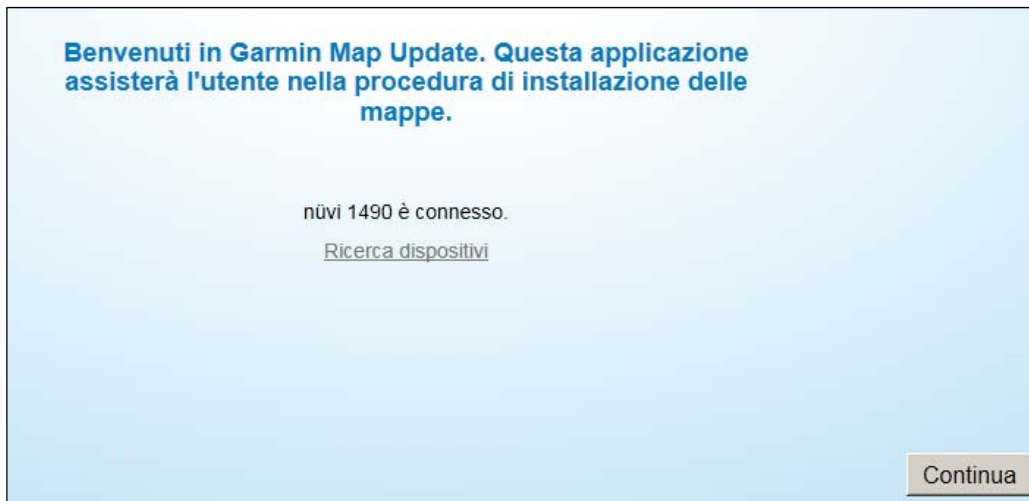 Benvenuti in Garmin Map Update. Questa applicazione
assisterà l'utente nella procedura di installazione delle
mappe.
nüvi 1490 è connesso.
Ricerca dispositivi
Continua